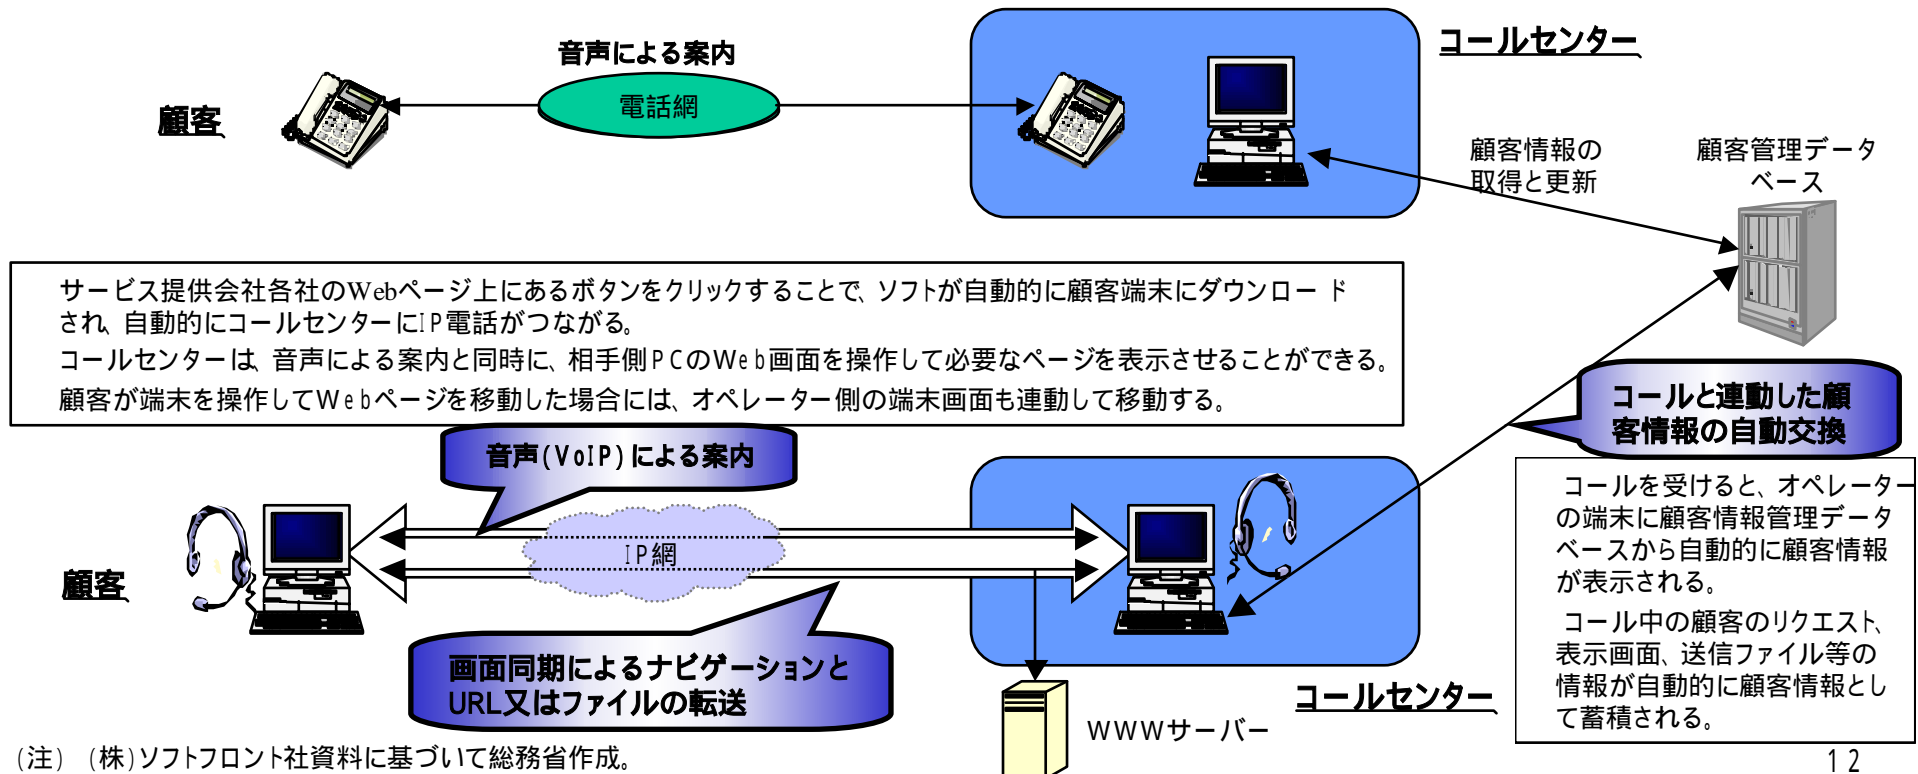 音声による案内
コールセンター
顧客
電話網
顧客情報の
取得と更新
顧客管理データ
ベース
サービス提供会社各社のWebページ上にあるボタンをクリックすることで、ソフトが自動的に顧客端末にダウンロード
され、自動的にコールセンターにIP電話がつながる。
コールセンターは、音声による案内と同時に、相手側PCのWeb画面を操作して必要なページを表示させることができる。
顧客が端末を操作してWebページを移動した場合には、オペレーター側の端末画面も連動して移動する。
コールと連動した顧
客情報の自動交換
音声(VoIP)による案内
コールを受けると、オペレーター
の端末に顧客情報管理データ
ベースから自動的に顧客情報
が表示される。
コール中の顧客のリクエスト、
表示画面、送信ファイル等の
情報が自動的に顧客情報とし
て蓄積される。
IP網
顧客
画面同期によるナビゲーションと
URL又はファイルの転送
コールセンター
WWWサーバー
(注) (株)ソフトフロント社資料に基づいて総務省作成。
12